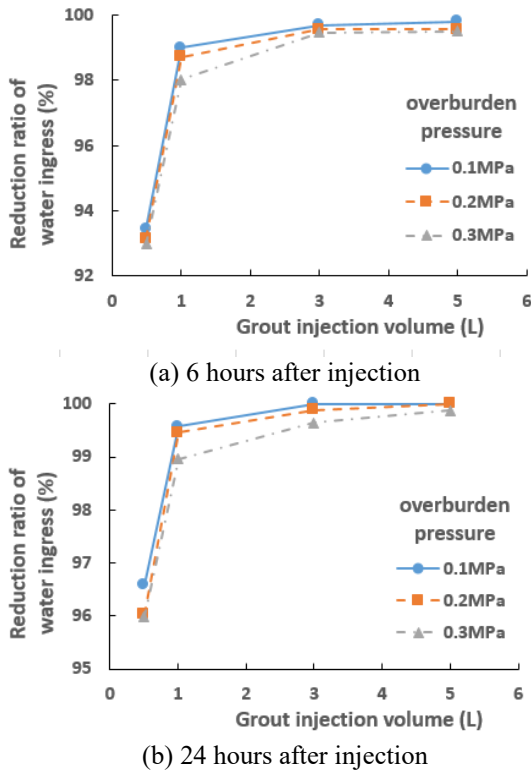 100
98
96
94
92
Reduction ratio of
water ingress (%)
overburden
pressure
0.1MPa
0.2MPa
0.3MPa
0 1 2 3 4 5 6
Grout injection volume (L)
(a) 6 hours after injection
100
99
98
97
96
95
Reduction ratio of
water ingress (%)
overburden
pressure
0.1MPa
0.2MPa
0.3MPa
0 1 2 3 4 5 6
Grout injection volume (L)
(b) 24 hours after injection